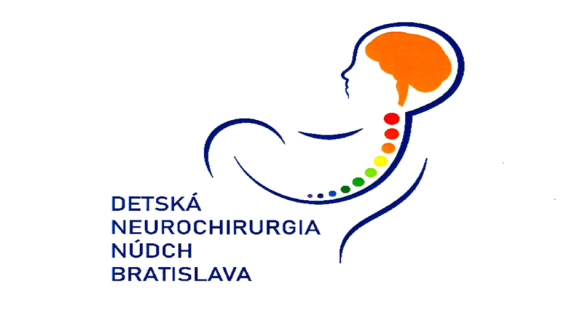 DETSKÁ
NEUROCHIRURGIA
NÚDCH
BRATISLAVA